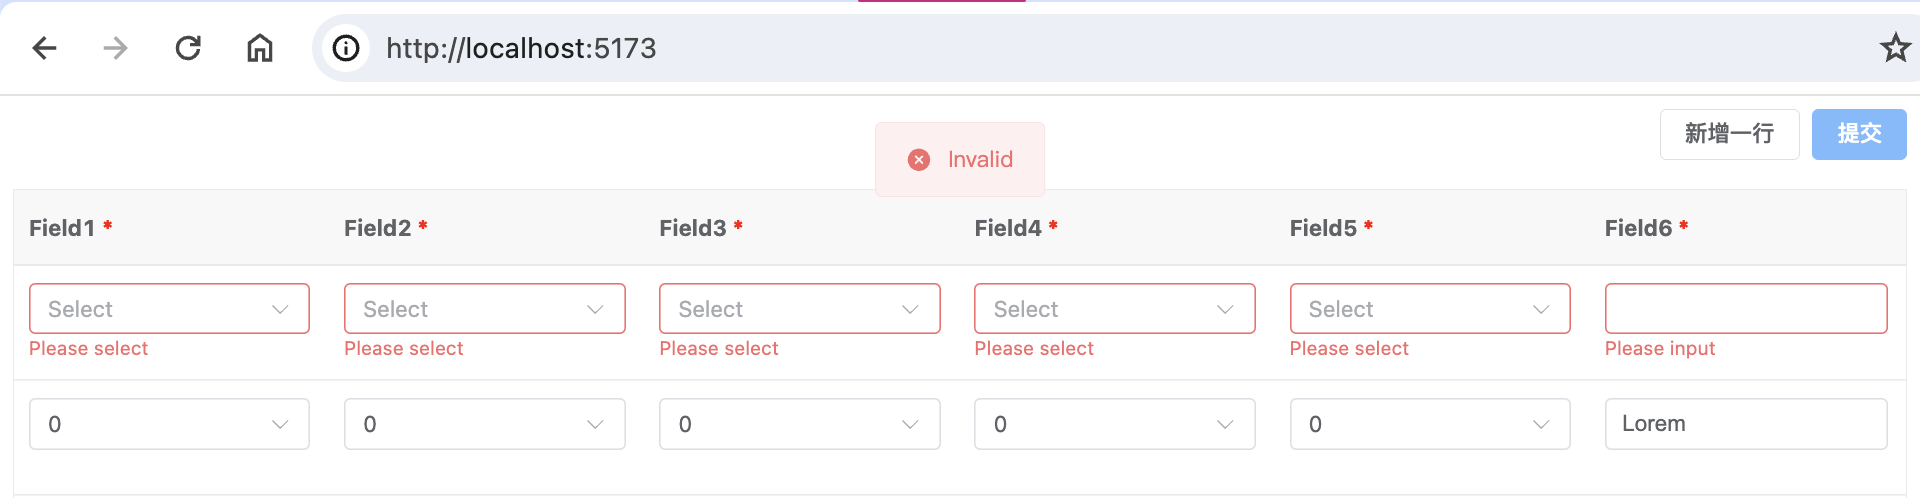 http://localhost:5173
新增一行 提交
Invalid
Field1 * Field2 * Field3 * Field4 * Field5 * Field6 *
Select Select Select Select Select
Please select Please select Please select Please select Please select Please input
0 0 0 0 0 Lorem